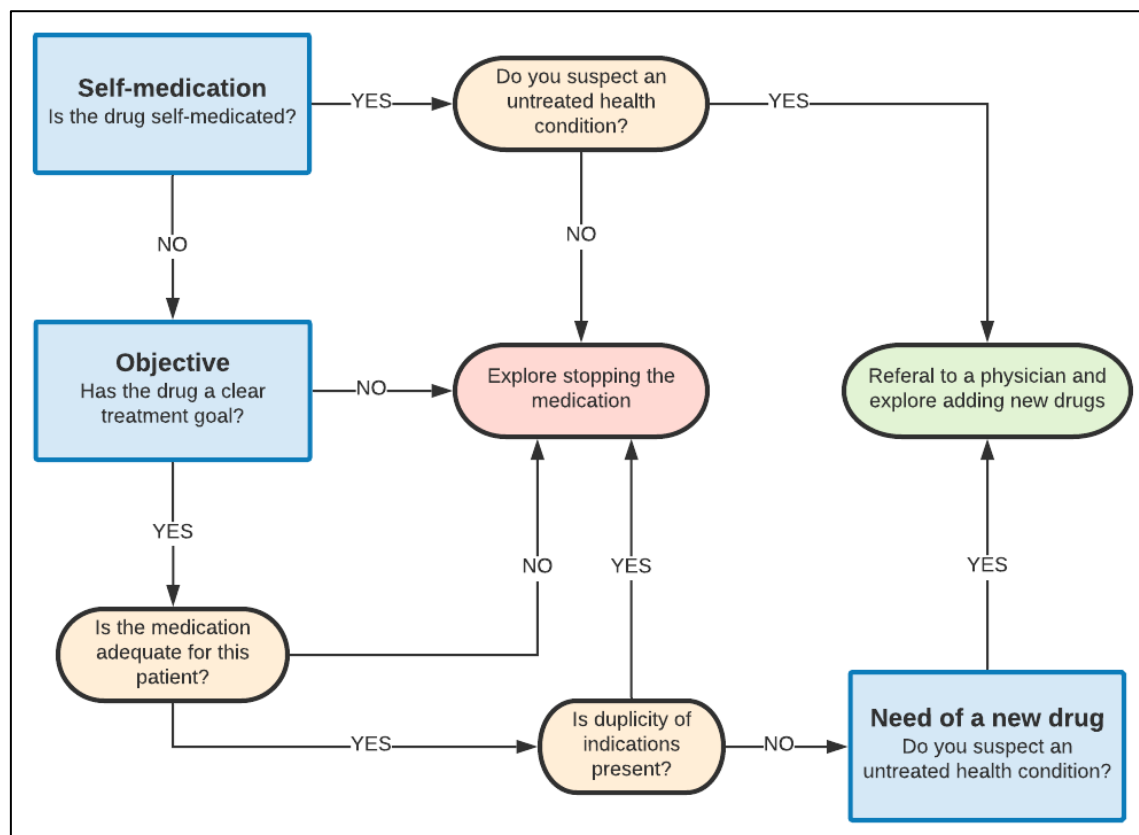 Self-medication
Is the drug self-medicated?
YES
Do you suspect an
untreated health
condition?
YES
NO
NO
Objective
Has the drug a clear
treatment goal?
NO
Explore stopping the
medication
Referal to a physician and
explore adding new drugs
YES
NO
YES
YES
Is the medication
adequate for this
patient?
YES
Is duplicity of
indications
present?
NO
Need of a new drug
Do you suspect an
untreated health condition?